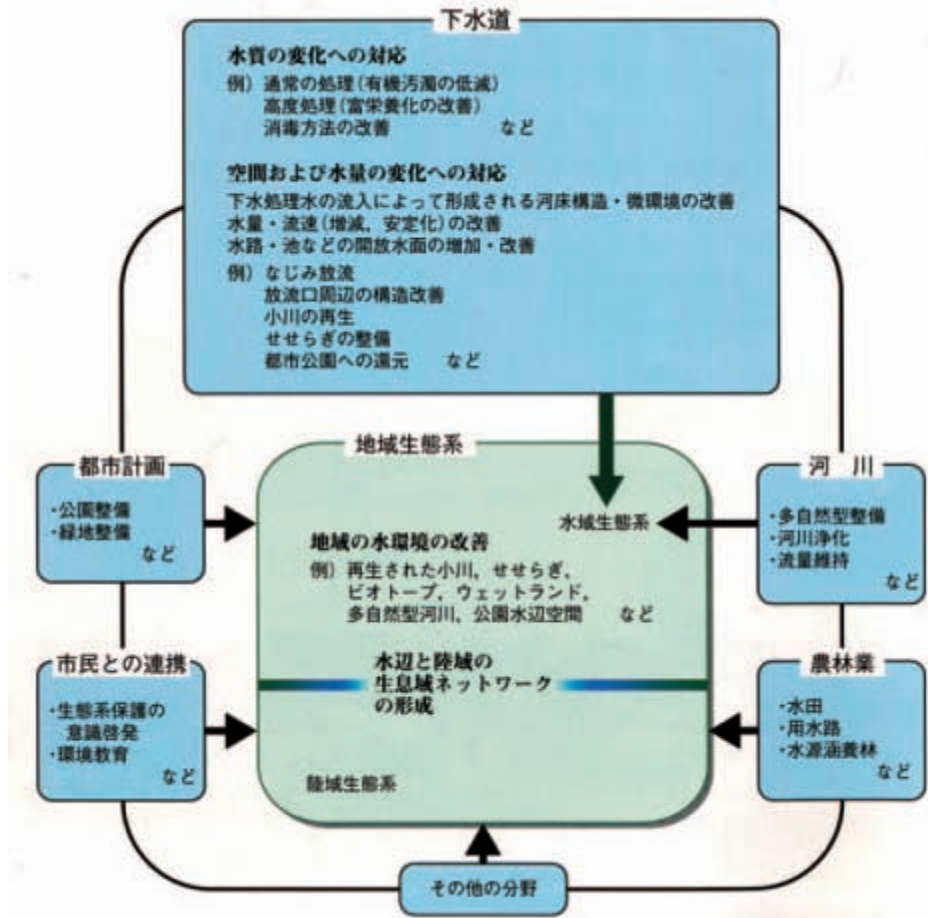 下水道
水質の変化への対応
例）通常の処理（有機汚濁の低減）
高度処理（富栄養化の改善）
消毒方法の改善 など
空間および水量の変化への対応
下水処理水の流入によって形成される河床構造・微環境の改善
水量・流速（増減，安定化）の改善
水路・池などの開放水面の増加・改善
例）なじみ放流
放流口周辺の構造改善
小川の再生
せせらぎの整備
都市公園への還元 など
都市計画
・公園整備
・緑地整備
など
市民との連携
・生態系保護の
意識啓発
・環境教育
など
地域生態系
水域生態系
地域の水環境の改善
例）再生された小川，せせらぎ，
ビオトープ，ウェットランド，
多自然型河川，公園水辺空間 など
水辺と陸域の
生息域ネットワーク
の形成
陸域生態系
河 川
・多自然型整備
・河川浄化
・流量維持
など
農林業
・水田
・用水路
・水源涵養林
など
その他の分野